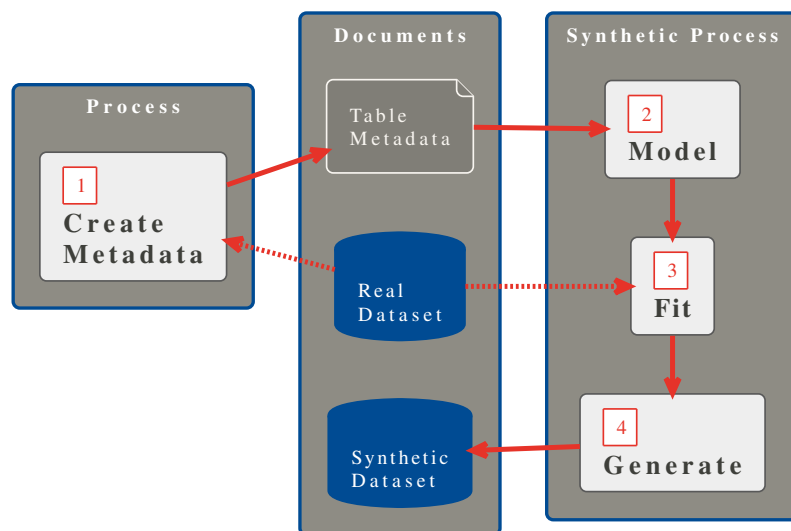 Process
1
Create
Metadata
Documents
Table
Metadata
Real
Dataset
Synthetic
Dataset
Synthetic Process
2
Model
3
Fit
4
Generate